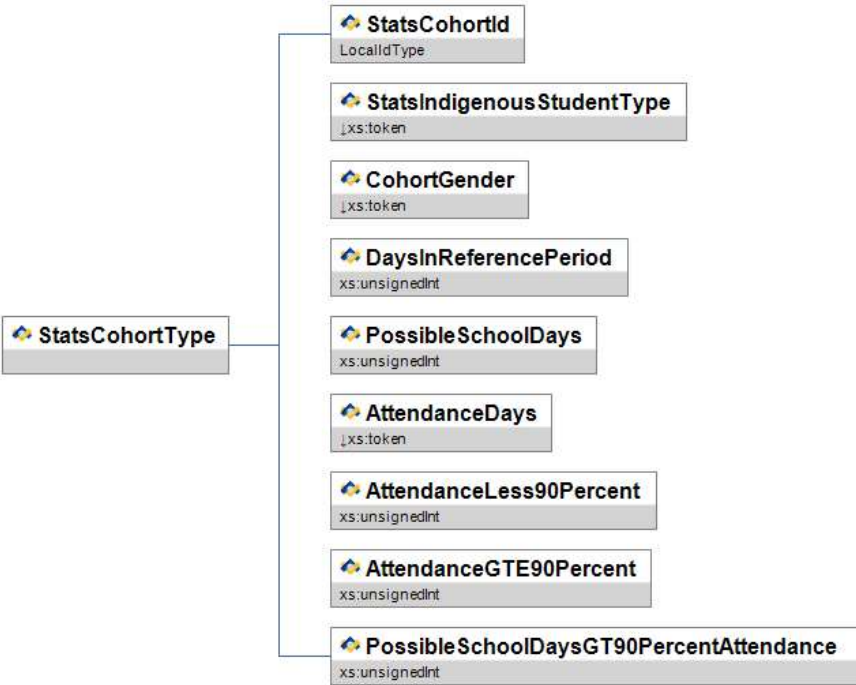 StatsCohortId
LocalIdType
StatsIndigenousStudentType
↓xs:token
CohortGender
↓xs:token
DaysInReferencePeriod
xs:unsignedInt
StatsCohortType
PossibleSchoolDays
xs:unsignedInt
AttendanceDays
↓xs:token
AttendanceLess90Percent
xs:unsignedInt
AttendanceGTE90Percent
xs:unsignedInt
PossibleSchoolDaysGT90PercentAttendance
xs:unsignedInt